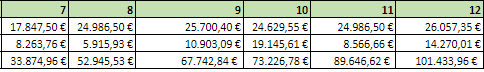 7 8 9 10 11 12
17.847,50 € 24.986,50 € 25.700,40 € 24.629,55 € 24.986,50 € 26.057,35 €
8.263,76 € 5.915,93 € 10.903,09 € 19.145,61 € 8.566,66 € 14.270,01 €
33.874,96 € 52.945,53 € 67.742,84 € 73.226,78 € 89.646,62 € 101.433,96 €